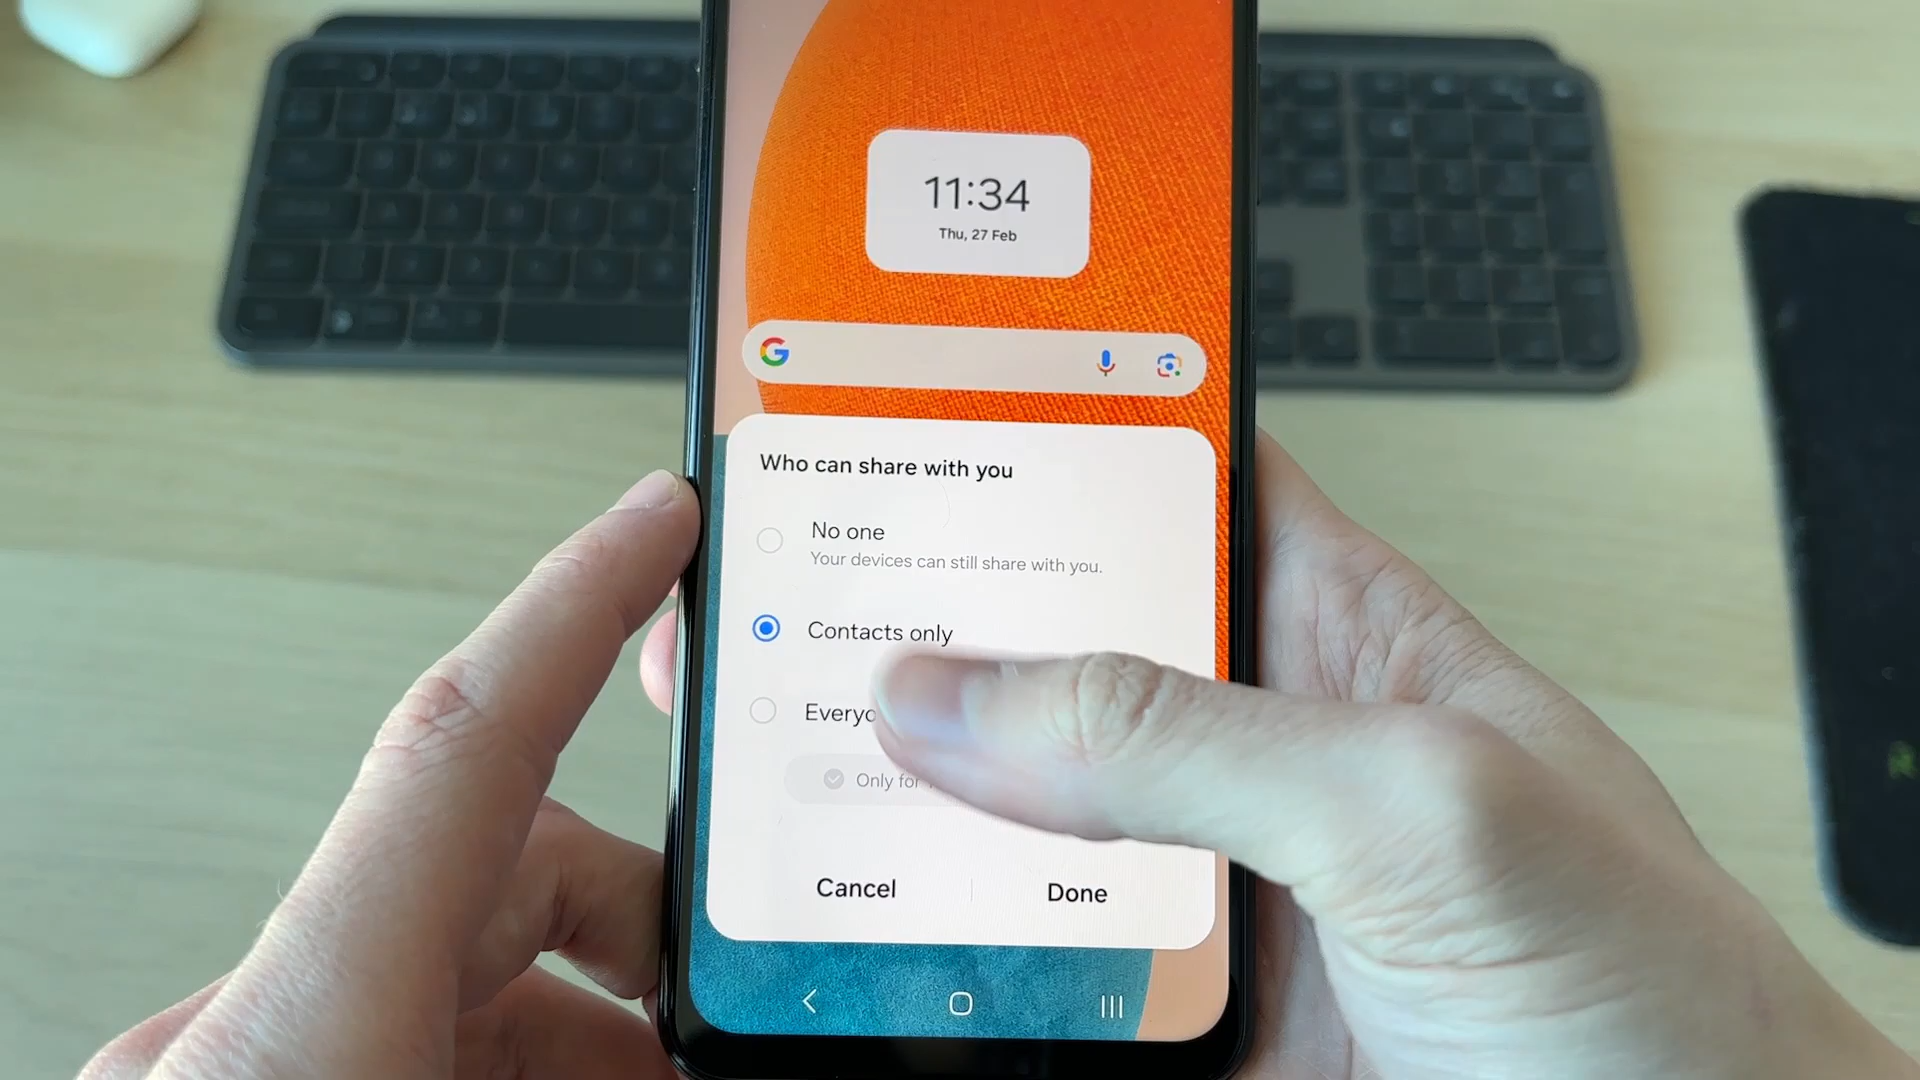 11:34
Thu, 27 Feb
Who can share with you
No one
Your devices can still share with you.
Contacts only
Only for
Cancel
Done